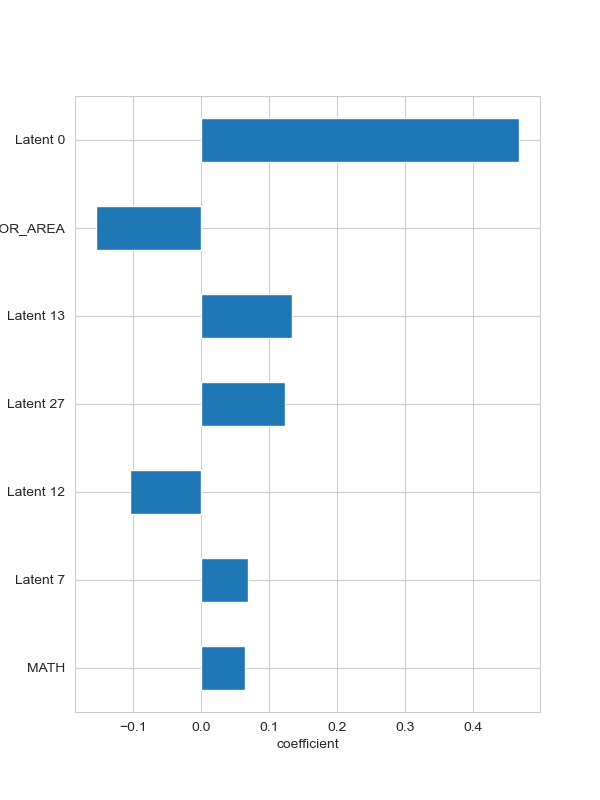 Latent 0
OR_AREA
Latent 13
Latent 27
Latent 12
Latent 7
MATH
−0.1 0.0 0.1 0.2 0.3 0.4
coefficient